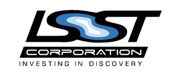 LSST
CORPORATION
INVESTING IN DISCOVERY